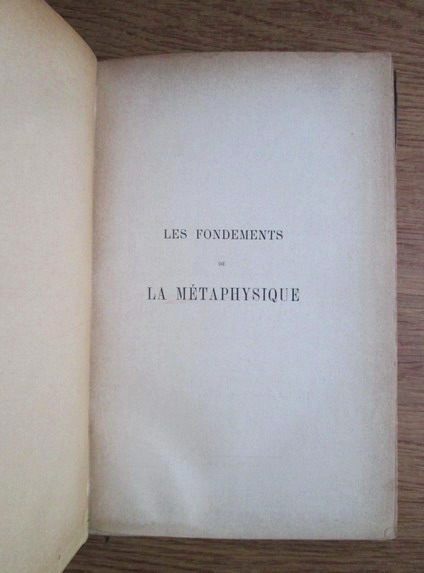 LES FONDEMENTS
DE
LA MÉTAPHYSIQUE